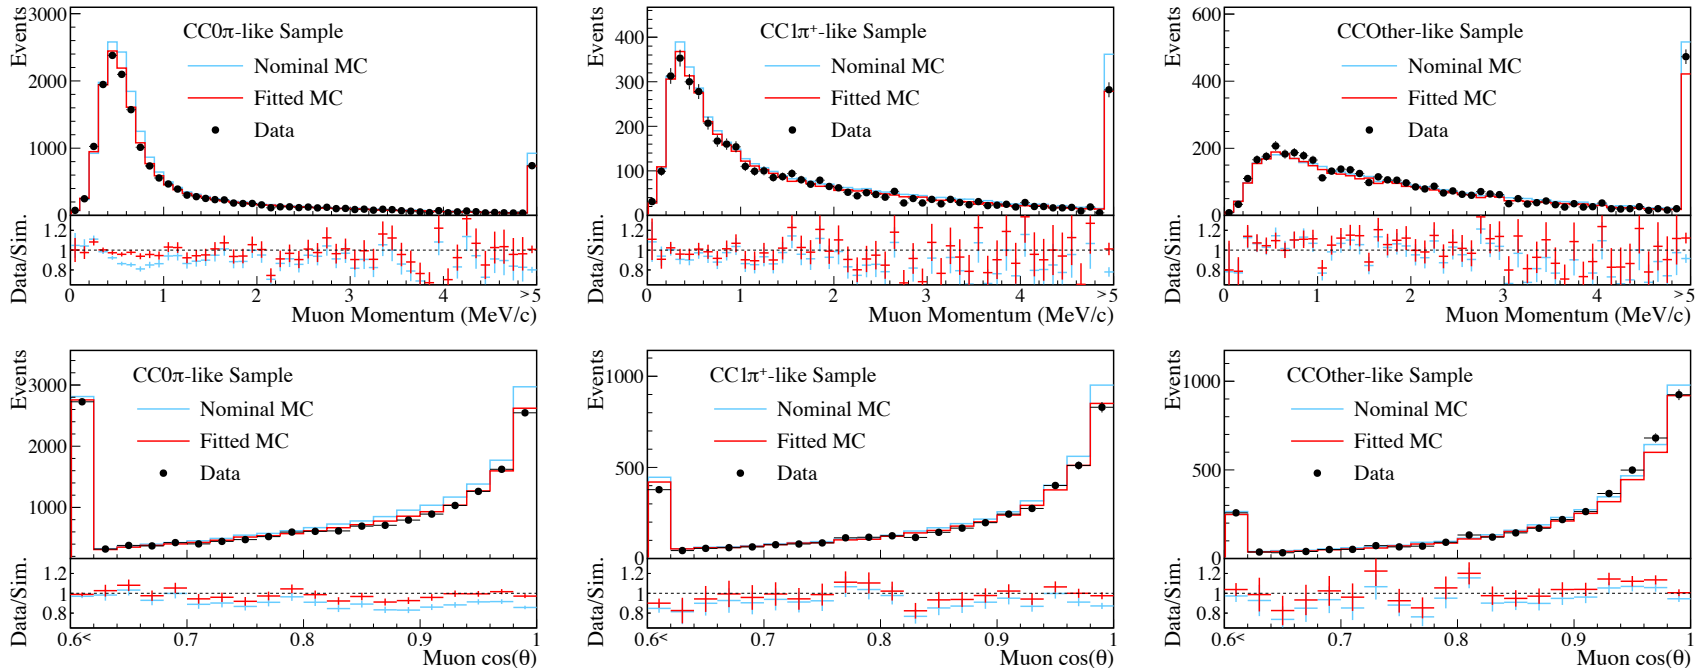 Events
3000
2000
1000
0
CC0π-like Sample
Nominal MC
Fitted MC
Data
Data/Sim.
1.2
1
0.8
0 1 2 3 4 >5
Muon Momentum (MeV/c)
Events
400
300
200
100
0
CC1π⁺-like Sample
Nominal MC
Fitted MC
Data
Data/Sim.
1.2
1
0.8
0 1 2 3 4 >5
Muon Momentum (MeV/c)
Events
600
400
200
0
CCOther-like Sample
Nominal MC
Fitted MC
Data
Data/Sim.
1.2
1
0.8
0 1 2 3 4 >5
Muon Momentum (MeV/c)
Events
3000
2000
1000
CC0π-like Sample
Nominal MC
Fitted MC
Data
Data/Sim.
1.2
1
0.8
0.6< 0.7 0.8 0.9 1
Muon cos(θ)
Events
1000
500
0
CC1π⁺-like Sample
Nominal MC
Fitted MC
Data
Data/Sim.
1.2
1
0.8
0.6< 0.7 0.8 0.9 1
Muon cos(θ)
Events
1000
500
0
CCOther-like Sample
Nominal MC
Fitted MC
Data
Data/Sim.
1.2
1
0.8
0.6< 0.7 0.8 0.9 1
Muon cos(θ)